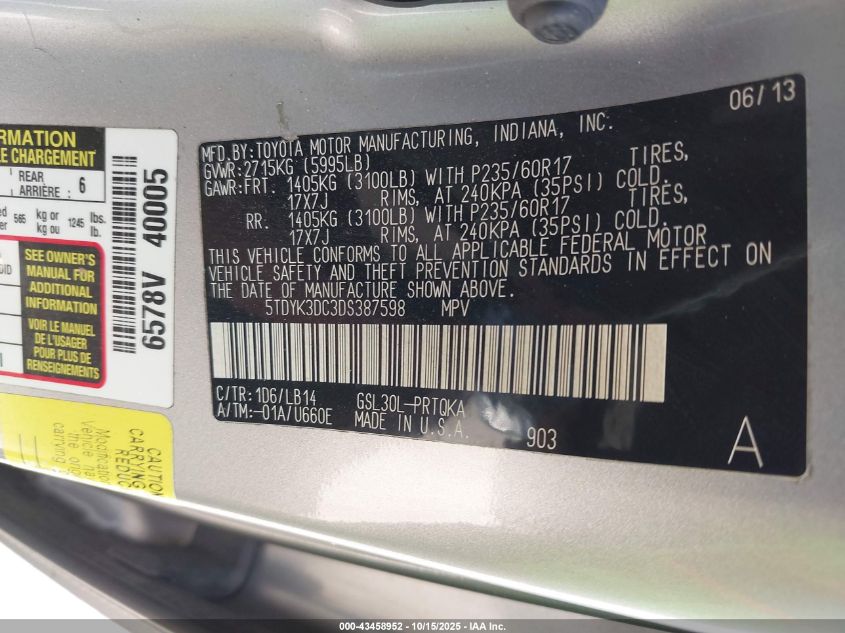 06/13
MFD.BY:TOYOTA MOTOR MANUFACTURING, INDIANA, INC.
GVWR:2715KG (5995LB)
GAWR:FRT. 1405KG (3100LB) WITH P235/60R17 TIRES,
17X7J RIMS, AT 240KPA (35PSI) COLD.
RR: 1405KG (3100LB) WITH P235/60R17 TIRES,
17X7J RIMS, AT 240KPA (35PSI) COLD.
THIS VEHICLE CONFORMS TO ALL APPLICABLE FEDERAL MOTOR
VEHICLE SAFETY AND THEFT PREVENTION STANDARDS IN EFFECT ON
THE DATE OF MANUFACTURE SHOWN ABOVE.
5TDYK3DC3DS387598 MPV
C/TR:1D6/LB14 GSL30L-PRTQKA
A/TM:-01A/U660E MADE IN U.S.A.
903
A
REAR
ARRIÈRE : 6
565 kg or 1245 lbs.
kg ou lb.
SEE OWNER'S
MANUAL FOR
ADDITIONAL
INFORMATION
VOIR LE MANUEL
DE L'USAGER
POUR PLUS DE
RENSEIGNEMENTS
6578V 40005
000-43458952 - 10/15/2025 - IAA Inc.